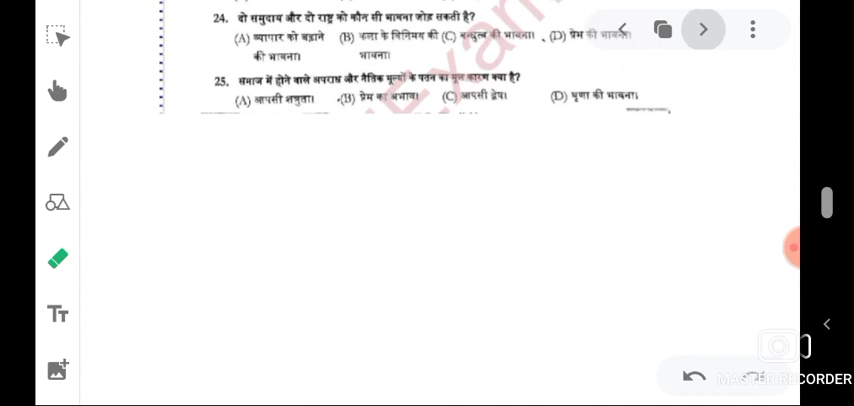 24. दो समुदाय और दो राष्ट्र को कौन सी भावना जोड़ सकती है?
(A) व्यापार को बढ़ाने (B) कला के विनिमय की (C) बन्धुत्व की भावना। (D) प्रेम की भावना।
की भावना। भावना।
25. समाज में होने वाले अपराध और नैतिक मूल्यों के पतन का मूल कारण क्या है?
(A) आपसी शत्रुता। (B) प्रेम का अभाव। (C) आपसी द्वेष। (D) घृणा की भावना।
TT
MASTER RECORDER